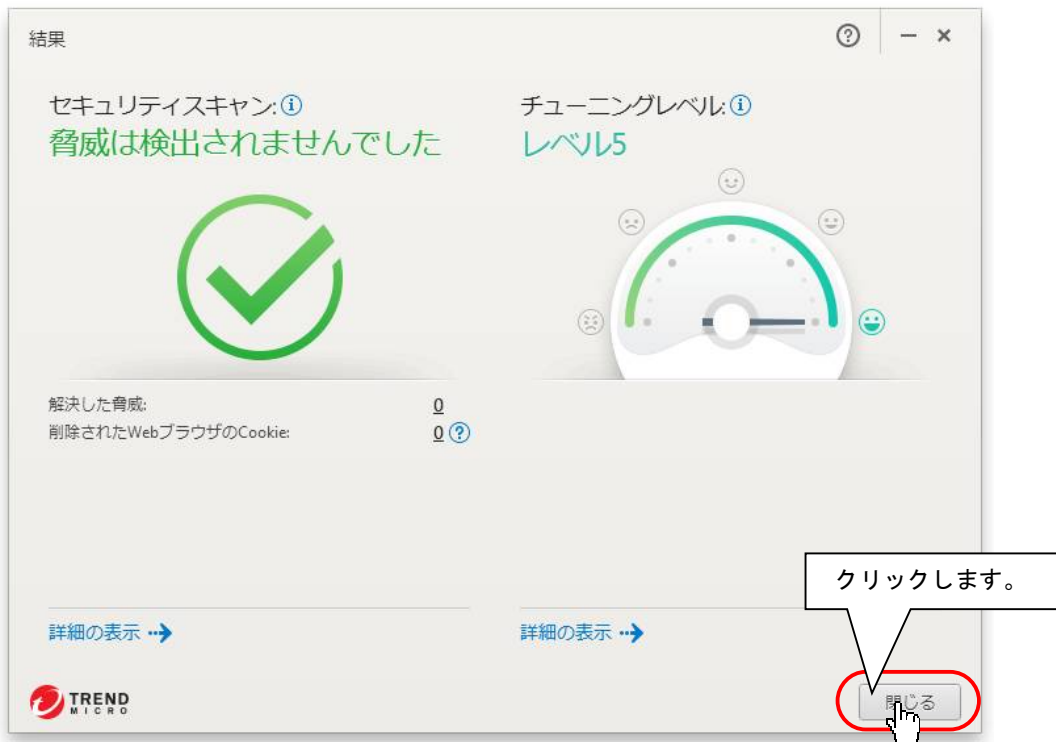 結果
セキュリティスキャン:
脅威は検出されませんでした
チューニングレベル:
レベル5
解決した脅威: 0
削除されたWebブラウザのCookie: 0
詳細の表示
詳細の表示
クリックします。
閉じる
TREND
MICRO